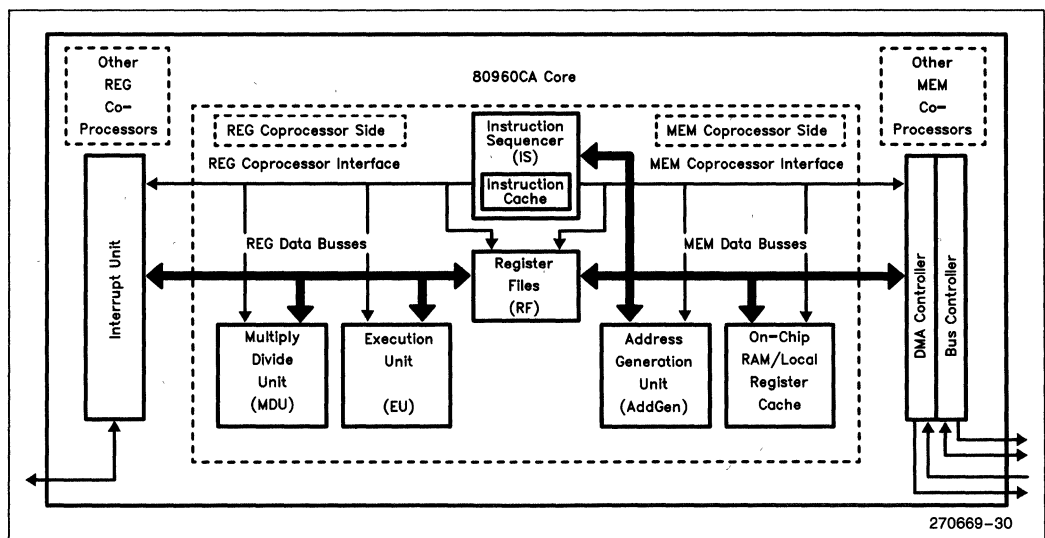 Other
REG
Co-
Processors
80960CA Core
Other
MEM
Co-
Processors
REG Coprocessor Side
REG Coprocessor Interface
Instruction
Sequencer
(IS)
Instruction
Cache
MEM Coprocessor Side
MEM Coprocessor Interface
Interrupt Unit
REG Data Busses
Register
Files
(RF)
MEM Data Busses
Multiply
Divide
Unit
(MDU)
Execution
Unit
(EU)
Address
Generation
Unit
(AddGen)
On-Chip
RAM/Local
Register
Cache
DMA Controller
Bus Controller
270669-30